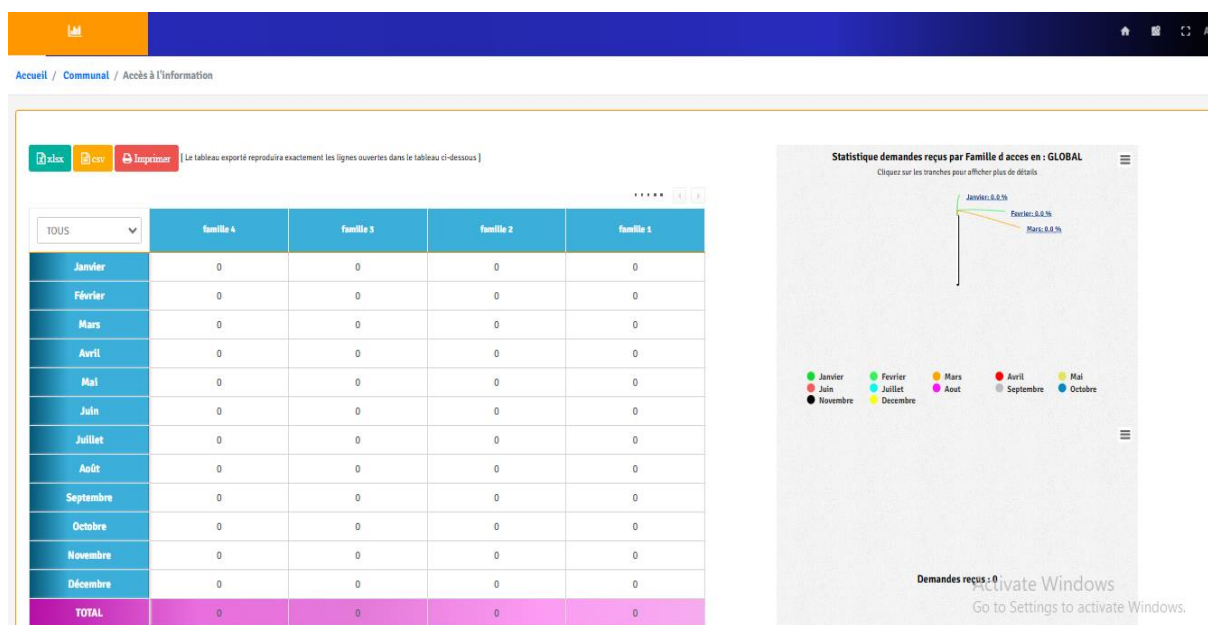 Accueil / Communal / Accès à l'information
xlsx csv Imprimer [ Le tableau exporté reproduira exactement les lignes ouvertes dans le tableau ci-dessous ]
TOUS famille 4 famille 3 famille 2 famille 1
Janvier 0 0 0 0
Février 0 0 0 0
Mars 0 0 0 0
Avril 0 0 0 0
Mai 0 0 0 0
Juin 0 0 0 0
Juillet 0 0 0 0
Août 0 0 0 0
Septembre 0 0 0 0
Octobre 0 0 0 0
Novembre 0 0 0 0
Décembre 0 0 0 0
TOTAL 0 0 0 0
Statistique demandes reçus par Famille d acces en : GLOBAL
Cliquez sur les tranches pour afficher plus de détails
Janvier: 0.0 %
Fevrier: 0.0 %
Mars: 0.0 %
Janvier Fevrier Mars Avril Mai
Juin Juillet Aout Septembre Octobre
Novembre Decembre
Demandes reçus : 0
Activate Windows
Go to Settings to activate Windows.